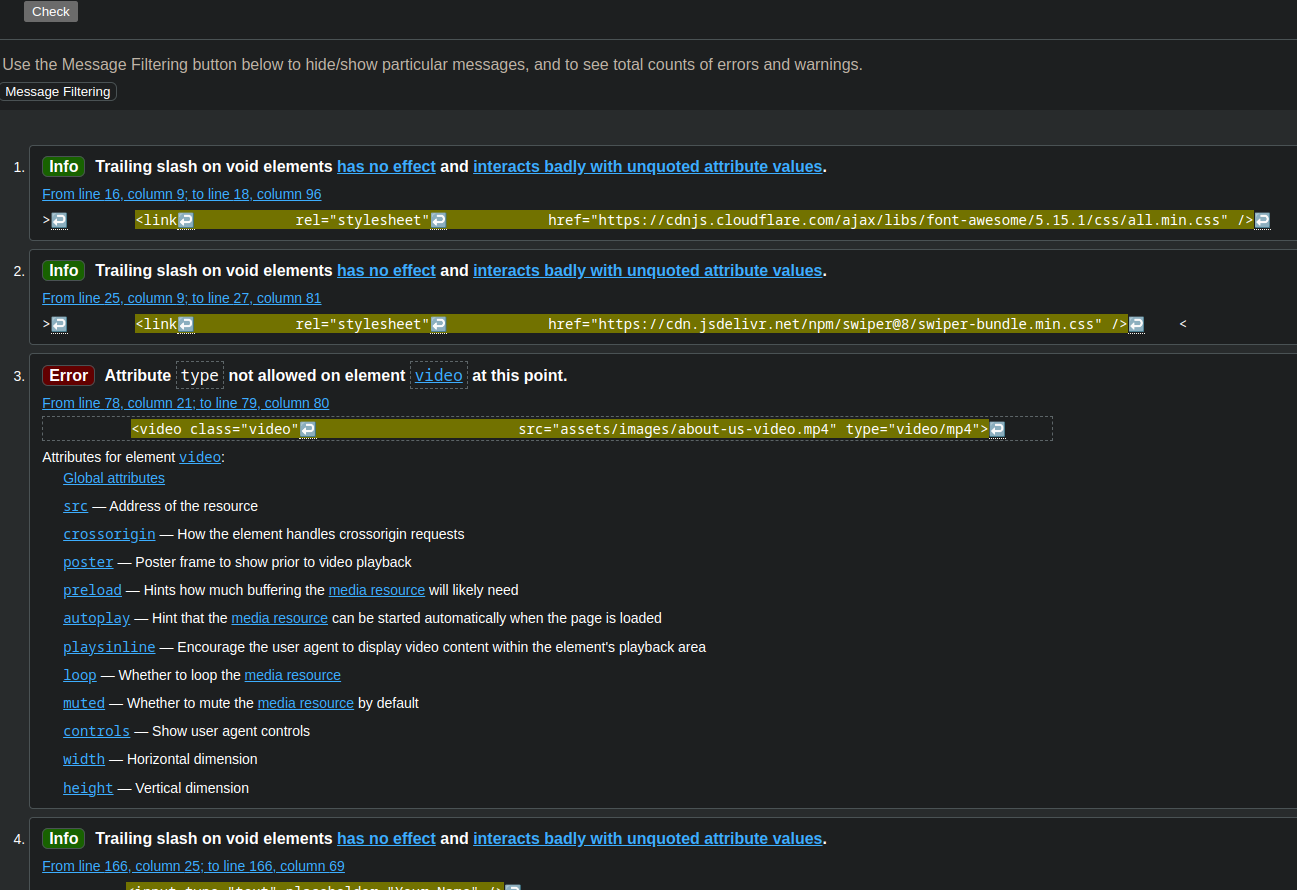 Check
Use the Message Filtering button below to hide/show particular messages, and to see total counts of errors and warnings.
Message Filtering
1. Info Trailing slash on void elements has no effect and interacts badly with unquoted attribute values.
From line 16, column 9; to line 18, column 96
>↩ <link↩ rel="stylesheet"↩ href="https://cdnjs.cloudflare.com/ajax/libs/font-awesome/5.15.1/css/all.min.css" />↩
2. Info Trailing slash on void elements has no effect and interacts badly with unquoted attribute values.
From line 25, column 9; to line 27, column 81
>↩ <link↩ rel="stylesheet"↩ href="https://cdn.jsdelivr.net/npm/swiper@8/swiper-bundle.min.css" />↩ <
3. Error Attribute type not allowed on element video at this point.
From line 78, column 21; to line 79, column 80
<video class="video"↩ src="assets/images/about-us-video.mp4" type="video/mp4">↩
Attributes for element video:
Global attributes
src — Address of the resource
crossorigin — How the element handles crossorigin requests
poster — Poster frame to show prior to video playback
preload — Hints how much buffering the media resource will likely need
autoplay — Hint that the media resource can be started automatically when the page is loaded
playsinline — Encourage the user agent to display video content within the element's playback area
loop — Whether to loop the media resource
muted — Whether to mute the media resource by default
controls — Show user agent controls
width — Horizontal dimension
height — Vertical dimension
4. Info Trailing slash on void elements has no effect and interacts badly with unquoted attribute values.
From line 166, column 25; to line 166, column 69
<input type="text" placeholder="Your Name" />↩